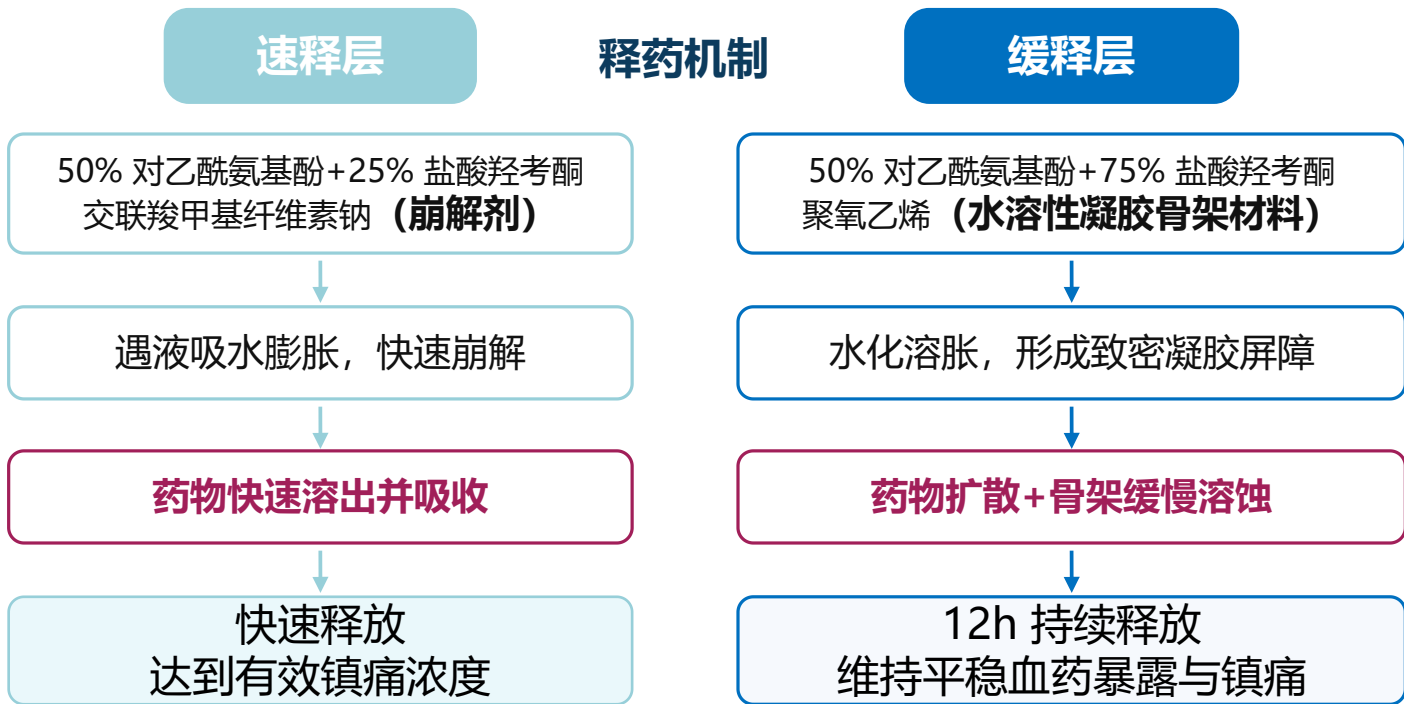 速释层
释药机制
缓释层
50% 对乙酰氨基酚+25% 盐酸羟考酮
交联羧甲基纤维素钠（崩解剂）
遇液吸水膨胀，快速崩解
药物快速溶出并吸收
快速释放
达到有效镇痛浓度
50% 对乙酰氨基酚+75% 盐酸羟考酮
聚氧乙烯（水溶性凝胶骨架材料）
水化溶胀，形成致密凝胶屏障
药物扩散+骨架缓慢溶蚀
12h 持续释放
维持平稳血药暴露与镇痛